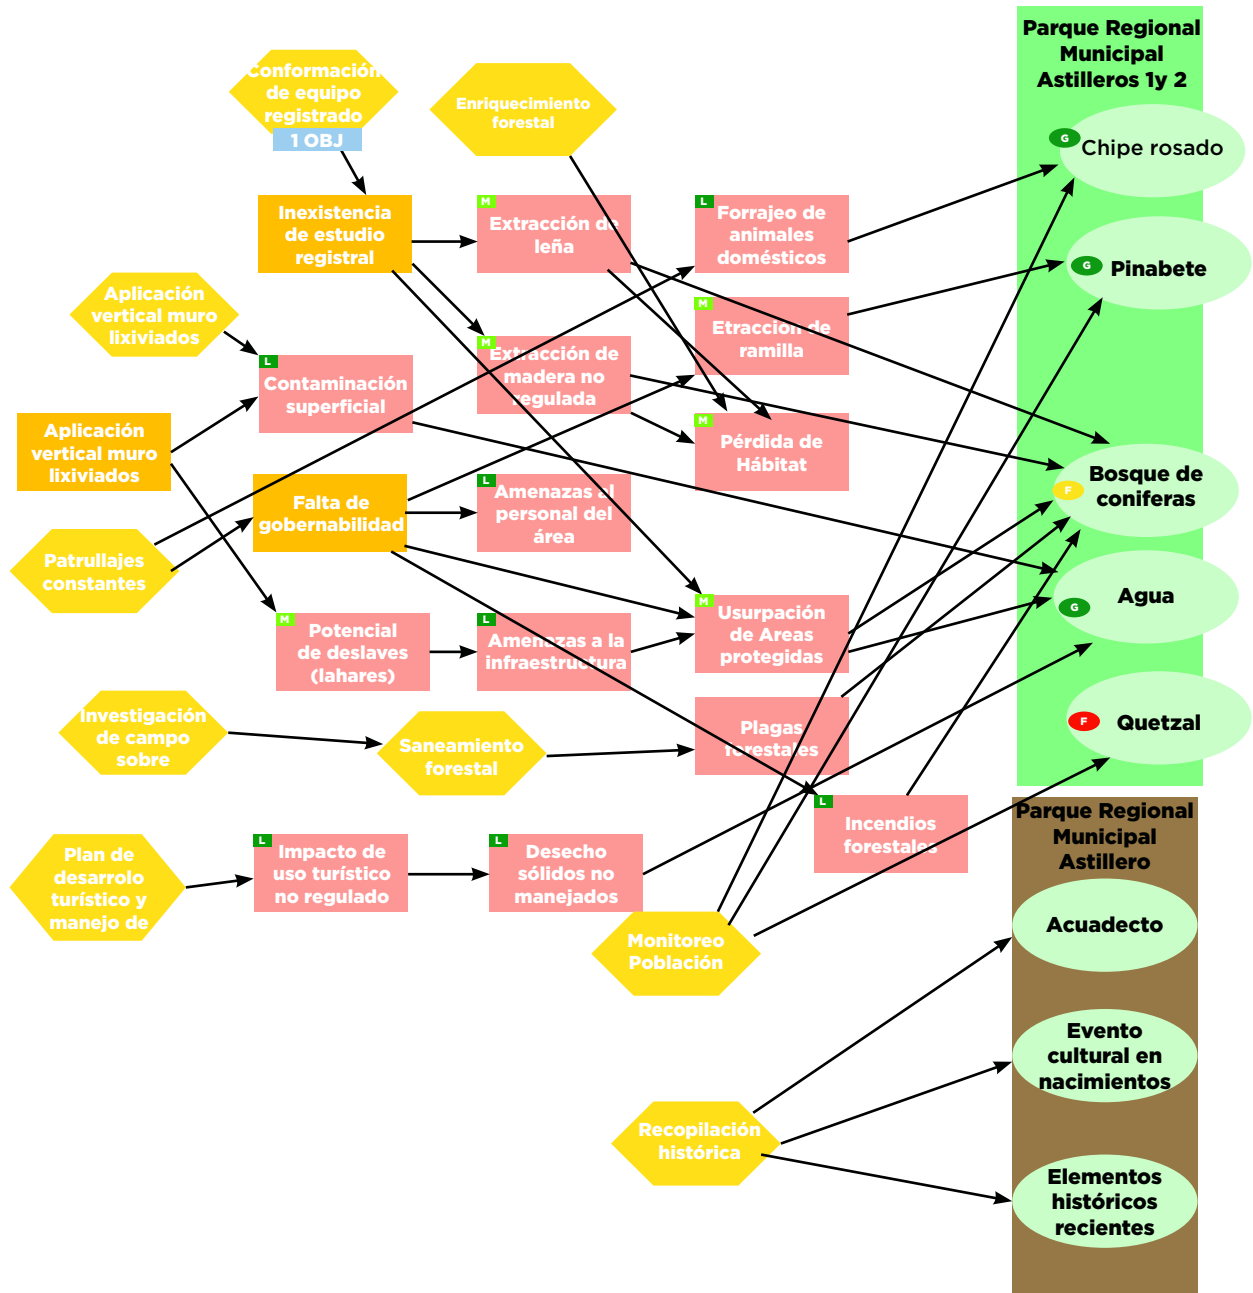 Parque Regional
Municipal
Astilleros 1y 2
Conformación
de equipo
registrado
1 OBJ
Enriquecimiento
forestal
G
Chipe rosado
Inexistencia
de estudio
registral
M
Extracción de
leña
L
Forrajeo de
animales
domésticos
G
Pinabete
Aplicación
vertical muro
lixiviados
M
Etracción de
ramilla
L
Contaminación
superficial
M
Extracción de
madera no
regulada
M
Pérdida de
Hábitat
Aplicación
vertical muro
lixiviados
F
Bosque de
coniferas
Falta de
gobernabilidad
L
Amenazas al
personal del
área
Patrullajes
constantes
G
Agua
M
Potencial
de deslaves
(lahares)
L
Amenazas a la
infraestructura
M
Usurpación
de Areas
protegidas
F
Quetzal
Investigación
de campo
sobre
Saneamiento
forestal
Plagas
forestales
L
Incendios
forestales
Parque Regional
Municipal
Astillero
Plan de
desarrolo
turístico y
manejo de
L
Impacto de
uso turístico
no regulado
L
Desecho
sólidos no
manejados
Monitoreo
Población
Acuadecto
Evento
cultural en
nacimientos
Recopilación
histórica
Elementos
históricos
recientes